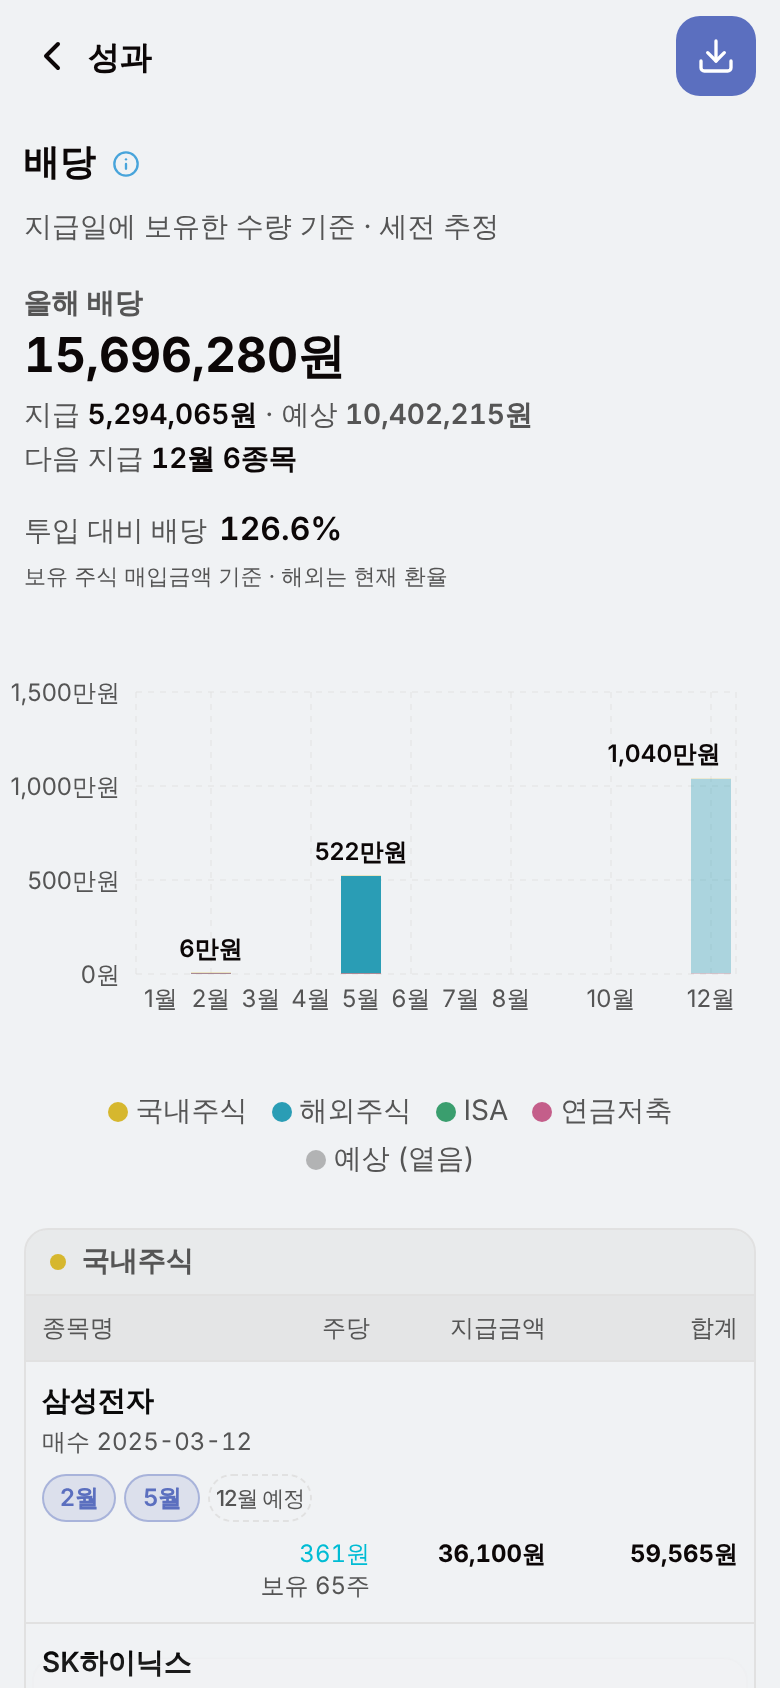 성과
배당
지급일에 보유한 수량 기준 · 세전 추정
올해 배당
15,696,280원
지급 5,294,065원 · 예상 10,402,215원
다음 지급 12월 6종목
투입 대비 배당 126.6%
보유 주식 매입금액 기준 · 해외는 현재 환율
1,500만원
1,040만원
1,000만원
522만원
500만원
6만원
0원
1월 2월 3월 4월 5월 6월 7월 8월 10월 12월
국내주식 해외주식 ISA 연금저축
예상 (옅음)
국내주식
종목명 주당 지급금액 합계
삼성전자
매수 2025-03-12
2월 5월 12월 예정
361원 36,100원 59,565원
보유 65주
SK하이닉스